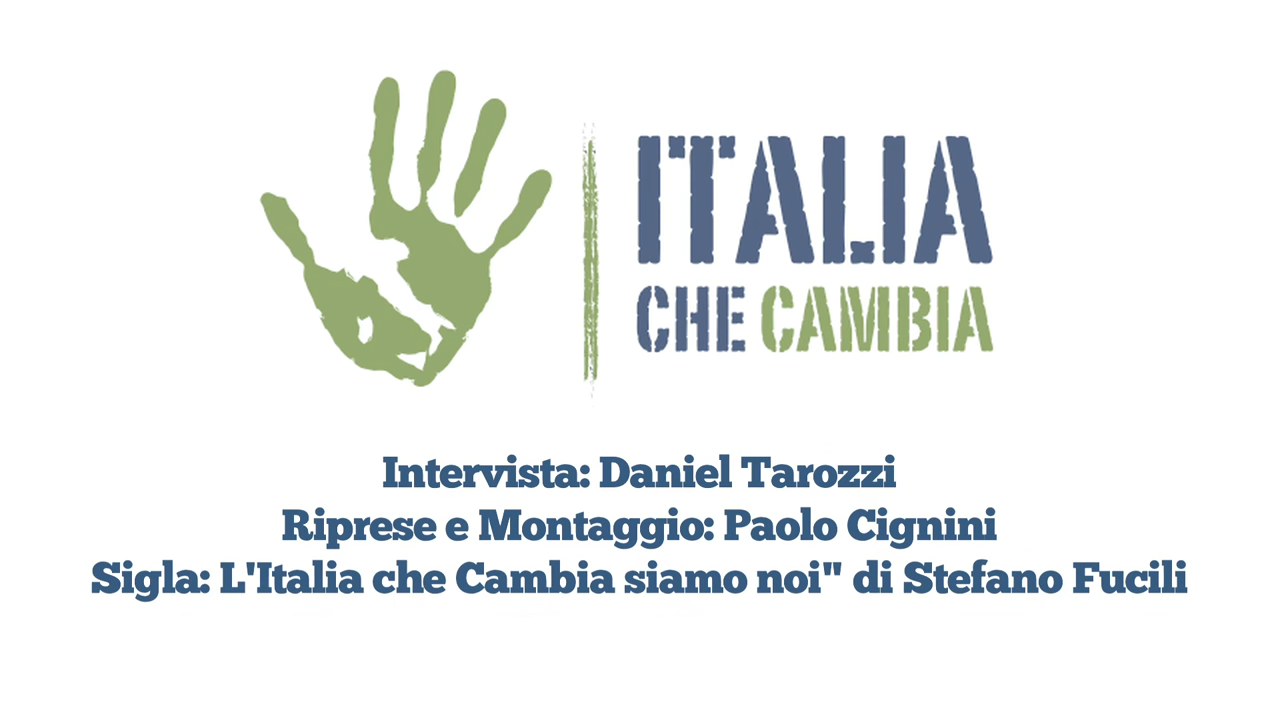 ITALIA
CHE CAMBIA
Intervista: Daniel Tarozzi
Riprese e Montaggio: Paolo Cignini
Sigla: L'Italia che Cambia siamo noi" di Stefano Fucili